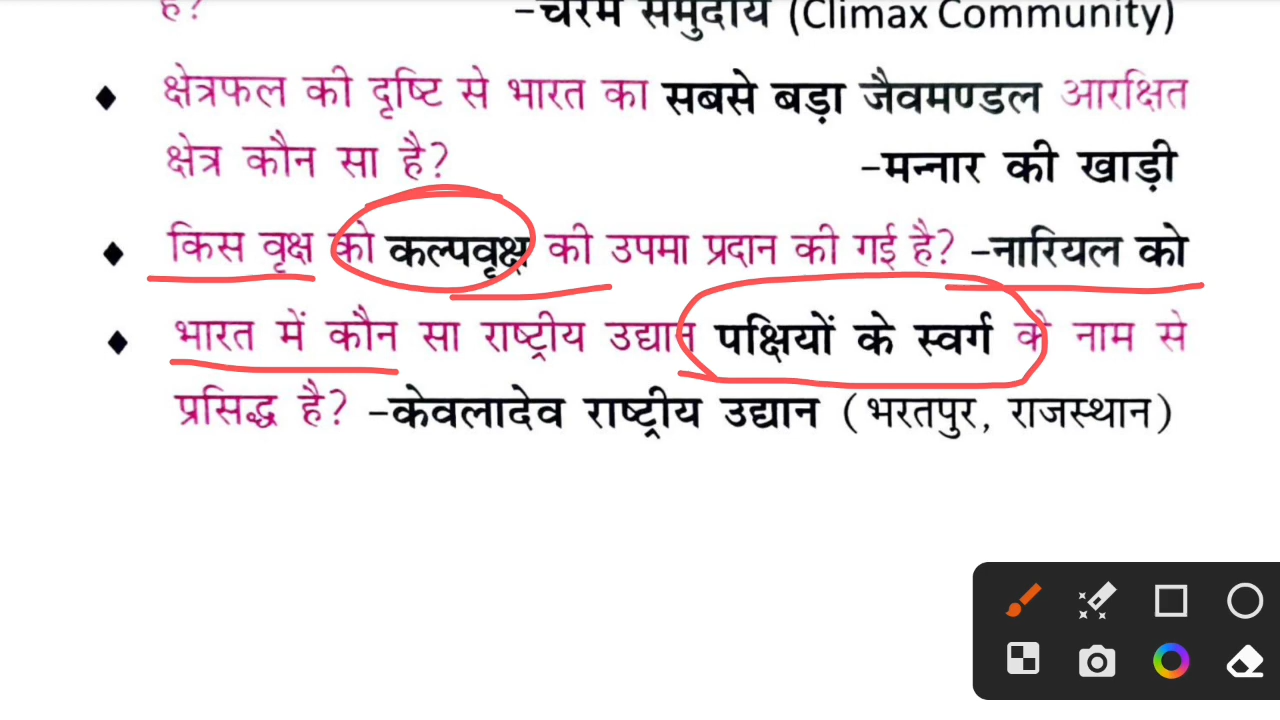 है? –चरम समुदाय (Climax Community)
♦ क्षेत्रफल की दृष्टि से भारत का सबसे बड़ा जैवमण्डल आरक्षित
क्षेत्र कौन सा है? –मन्नार की खाड़ी
♦ किस वृक्ष को कल्पवृक्ष की उपमा प्रदान की गई है? –नारियल को
♦ भारत में कौन सा राष्ट्रीय उद्यान पक्षियों के स्वर्ग के नाम से
प्रसिद्ध है? –केवलादेव राष्ट्रीय उद्यान (भरतपुर, राजस्थान)